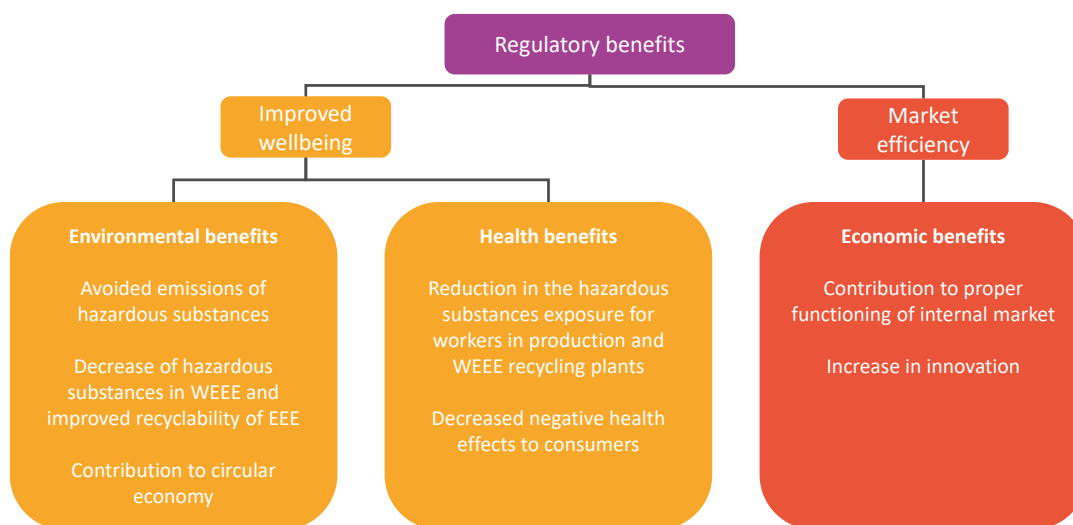 Regulatory benefits
Improved
wellbeing
Market
efficiency
Environmental benefits
Avoided emissions of
hazardous substances
Decrease of hazardous
substances in WEEE and
improved recyclability of EEE
Contribution to circular
economy
Health benefits
Reduction in the hazardous
substances exposure for
workers in production and
WEEE recycling plants
Decreased negative health
effects to consumers
Economic benefits
Contribution to proper
functioning of internal market
Increase in innovation